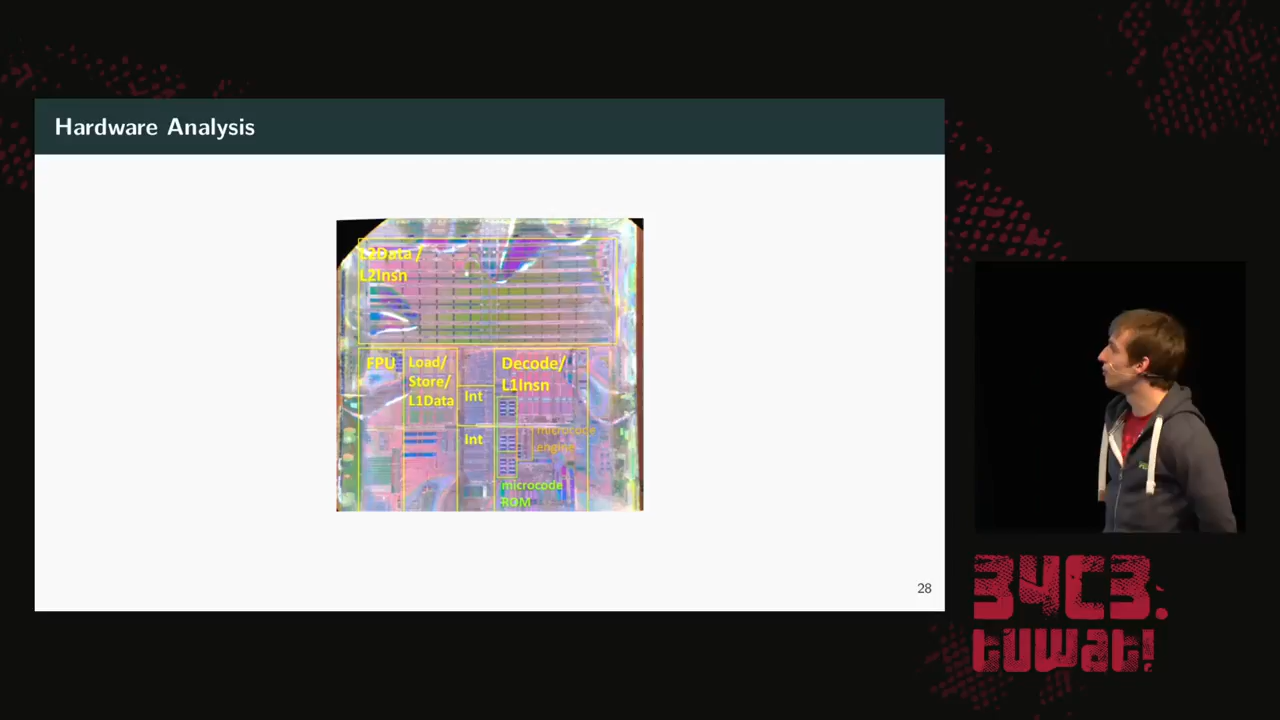 Hardware Analysis
L2Data /
L2Insn
FPU
Load/
Store/
L1Data
Int
Decode/
L1Insn
Int
microcode
engine
microcode
ROM
28
34C3.
tuwat!